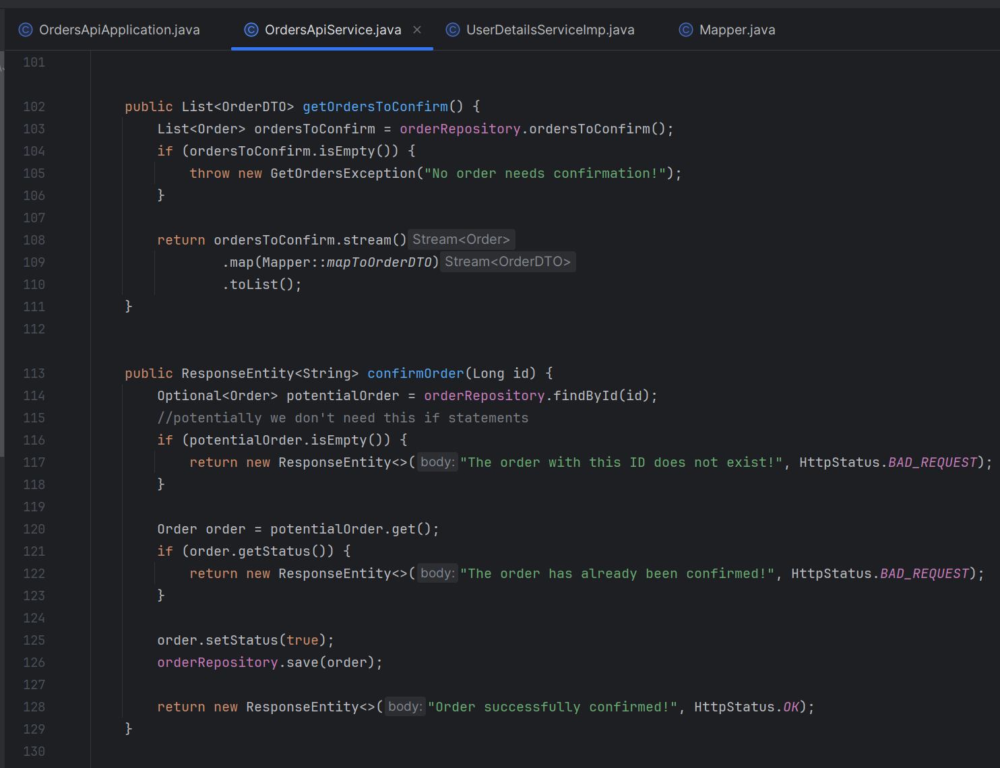 OrdersApiApplication.java OrdersApiService.java UserDetailsServiceImp.java Mapper.java
101
102 public List<OrderDTO> getOrdersToConfirm() {
103 List<Order> ordersToConfirm = orderRepository.ordersToConfirm();
104 if (ordersToConfirm.isEmpty()) {
105 throw new GetOrdersException("No order needs confirmation!");
106 }
107
108 return ordersToConfirm.stream() Stream<Order>
109 .map(Mapper::mapToOrderDTO) Stream<OrderDTO>
110 .toList();
111 }
112
113 public ResponseEntity<String> confirmOrder(Long id) {
114 Optional<Order> potentialOrder = orderRepository.findById(id);
115 //potentially we don't need this if statements
116 if (potentialOrder.isEmpty()) {
117 return new ResponseEntity<>( body: "The order with this ID does not exist!", HttpStatus.BAD_REQUEST);
118 }
119
120 Order order = potentialOrder.get();
121 if (order.getStatus()) {
122 return new ResponseEntity<>( body: "The order has already been confirmed!", HttpStatus.BAD_REQUEST);
123 }
124
125 order.setStatus(true);
126 orderRepository.save(order);
127
128 return new ResponseEntity<>( body: "Order successfully confirmed!", HttpStatus.OK);
129 }
130